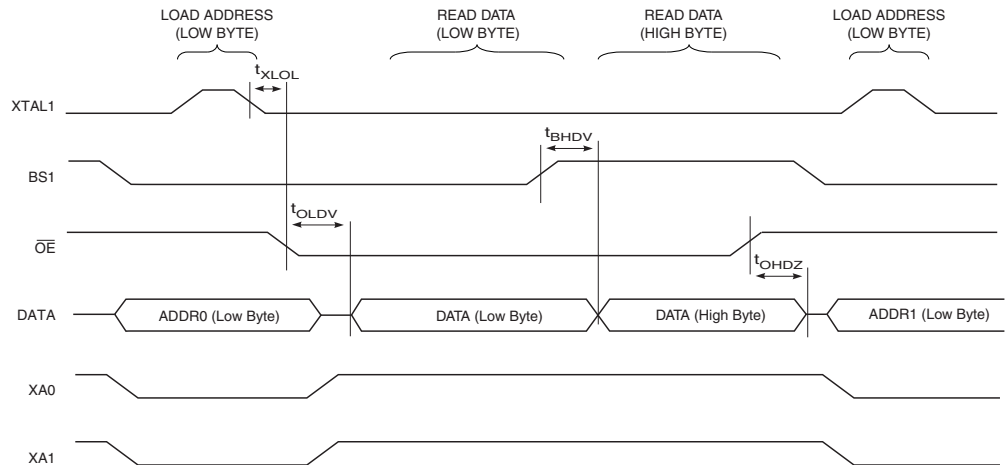 LOAD ADDRESS
(LOW BYTE)
READ DATA
(LOW BYTE)
READ DATA
(HIGH BYTE)
LOAD ADDRESS
(LOW BYTE)
tXLOL
XTAL1
tBHDV
BS1
tOLDV
OE
tOHDZ
DATA
ADDR0 (Low Byte)
DATA (Low Byte)
DATA (High Byte)
ADDR1 (Low Byte)
XA0
XA1